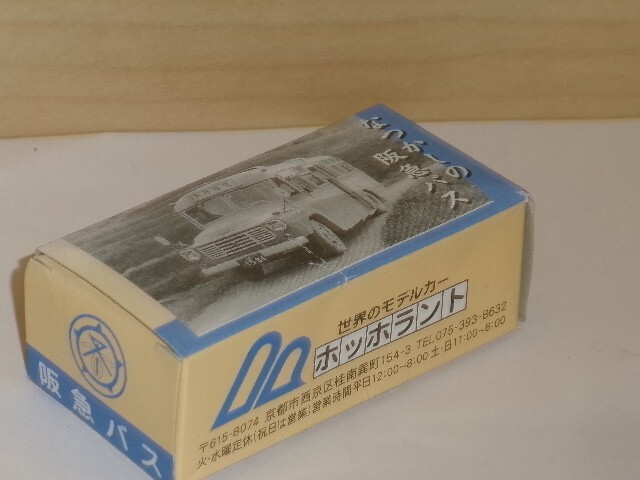 なつかしの
阪急バス
世界のモデルカー
ホッホラント
〒615-8074 京都市西京区桂南巽町154-3 TEL075-393-8632
火・水曜定休(祝日は営業)営業時間平日12:00~8:00 土・日11:00~8:00
阪急バス